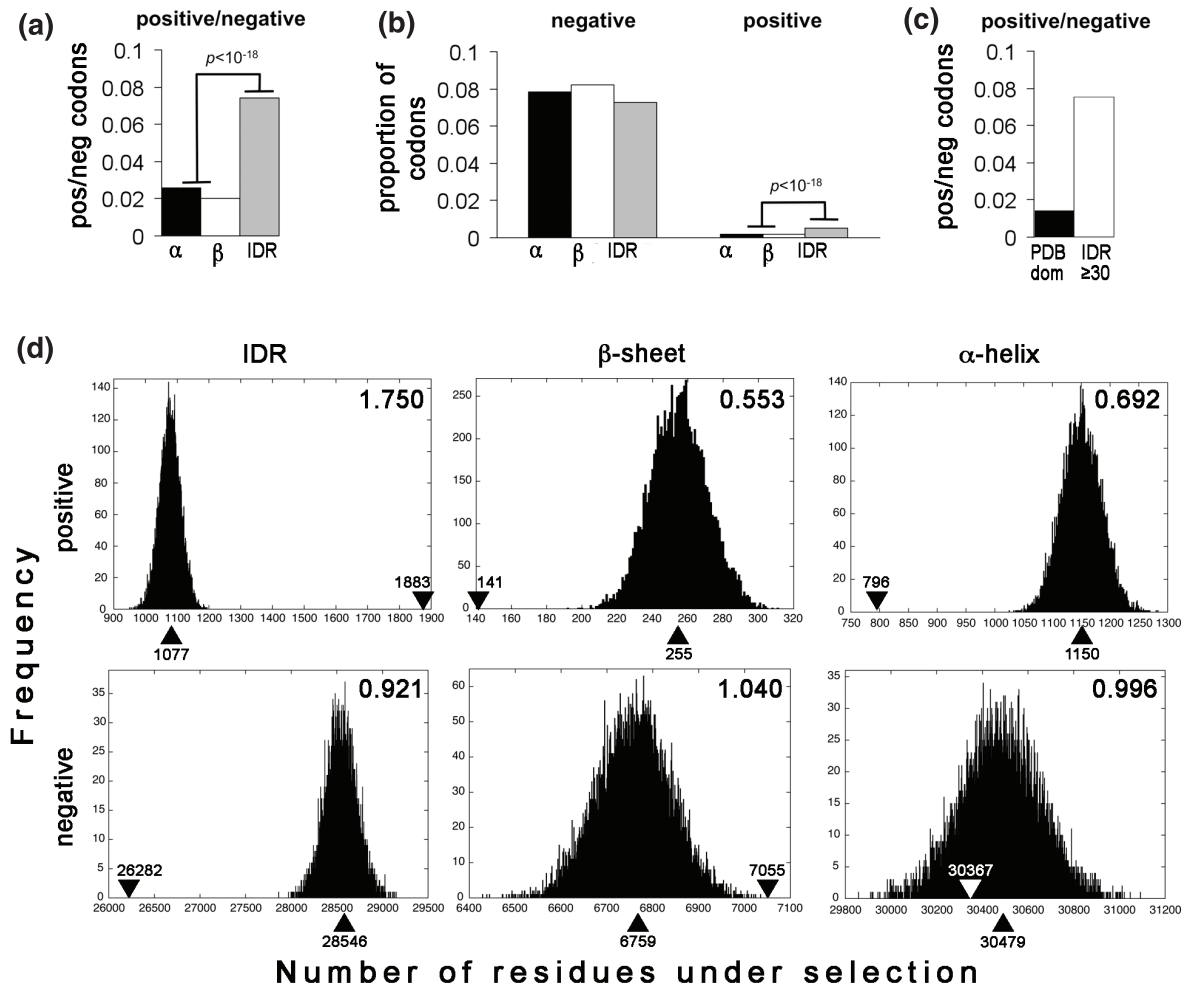 (a)
positive/negative
pos/neg codons
0.1
0.08
0.06
0.04
0.02
0
p<10-18
α
β
IDR
(b)
negative
positive
proportion of
codons
0.1
0.08
0.06
0.04
0.02
0
p<10-18
α
β
IDR
α
β
IDR
(c)
positive/negative
pos/neg codons
0.1
0.08
0.06
0.04
0.02
0
PDB
dom
IDR
≥30
(d)
IDR
β-sheet
α-helix
Frequency
positive
140
120
100
80
60
40
20
0
1.750
1883
900 1000 1100 1200 1300 1400 1500 1600 1700 1800 1900
1077
250
200
150
100
50
0
0.553
141
140 160 180 200 220 240 260 280 300 320
255
140
120
100
80
60
40
20
0
0.692
796
750 800 850 900 950 1000 1050 1100 1150 1200 1250 1300
1150
negative
35
30
25
20
15
10
5
0
0.921
26282
26000 26500 27000 27500 28000 28500 29000 29500
28546
60
50
40
30
20
10
0
1.040
7055
6400 6500 6600 6700 6800 6900 7000 7100
6759
35
30
25
20
15
10
5
0
0.996
30367
29800 30000 30200 30400 30600 30800 31000 31200
30479
Number of residues under selection